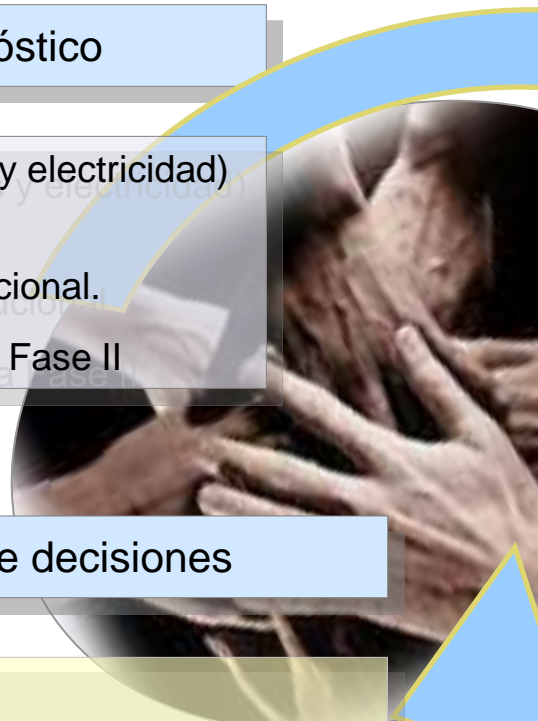 óstico
y electricidad)
cional.
Fase II
e decisiones